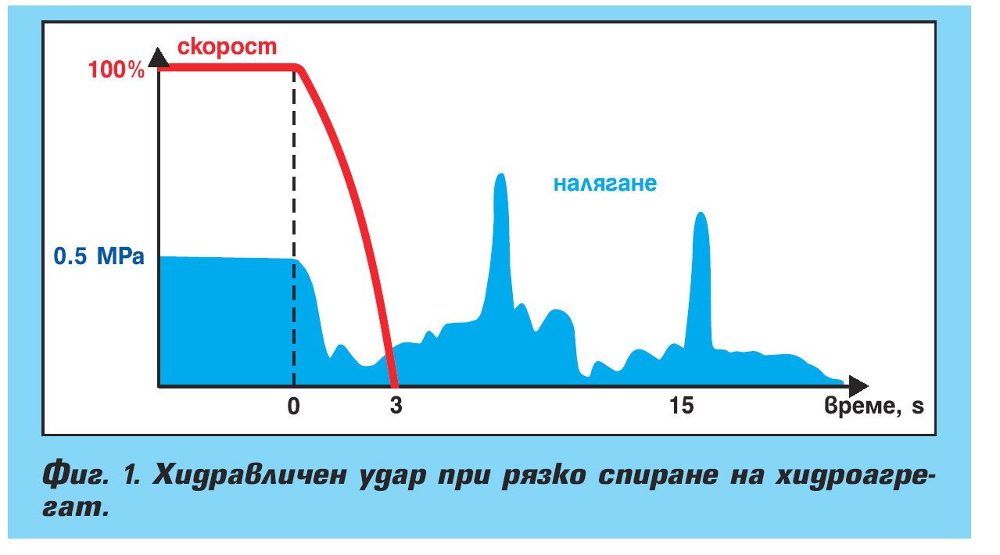 скорост
100%
налягане
0.5 MPa
0 3 15 време, s
Фиг. 1. Хидравличен удар при рязко спиране на хидроагре-
гат.